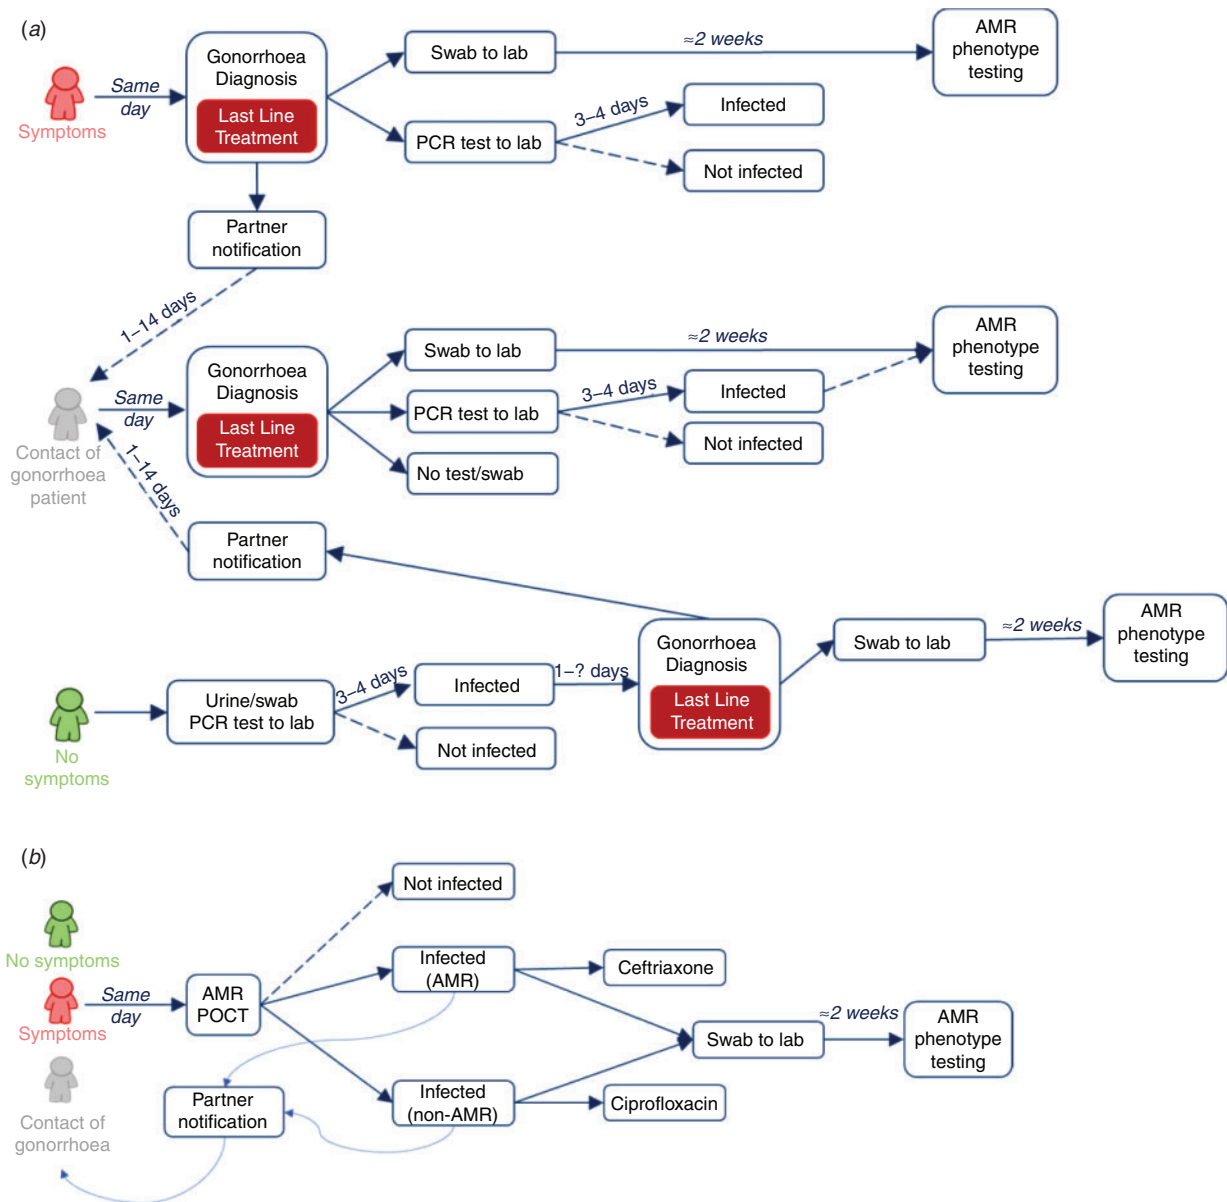 (a)
Symptoms
Same
day
Gonorrhoea
Diagnosis
Last Line
Treatment
Swab to lab
≈2 weeks
AMR
phenotype
testing
PCR test to lab
3–4 days
Infected
Not infected
Partner
notification
1–14 days
Contact of
gonorrhoea
patient
Same
day
Gonorrhoea
Diagnosis
Last Line
Treatment
Swab to lab
≈2 weeks
AMR
phenotype
testing
PCR test to lab
3–4 days
Infected
Not infected
No test/swab
1–14 days
Partner
notification
No
symptoms
Urine/swab
PCR test to lab
3–4 days
Infected
Not infected
1–? days
Gonorrhoea
Diagnosis
Last Line
Treatment
Swab to lab
≈2 weeks
AMR
phenotype
testing
(b)
No symptoms
Symptoms
Contact of
gonorrhoea
Same
day
AMR
POCT
Not infected
Infected
(AMR)
Ceftriaxone
Infected
(non-AMR)
Ciprofloxacin
Partner
notification
Swab to lab
≈2 weeks
AMR
phenotype
testing